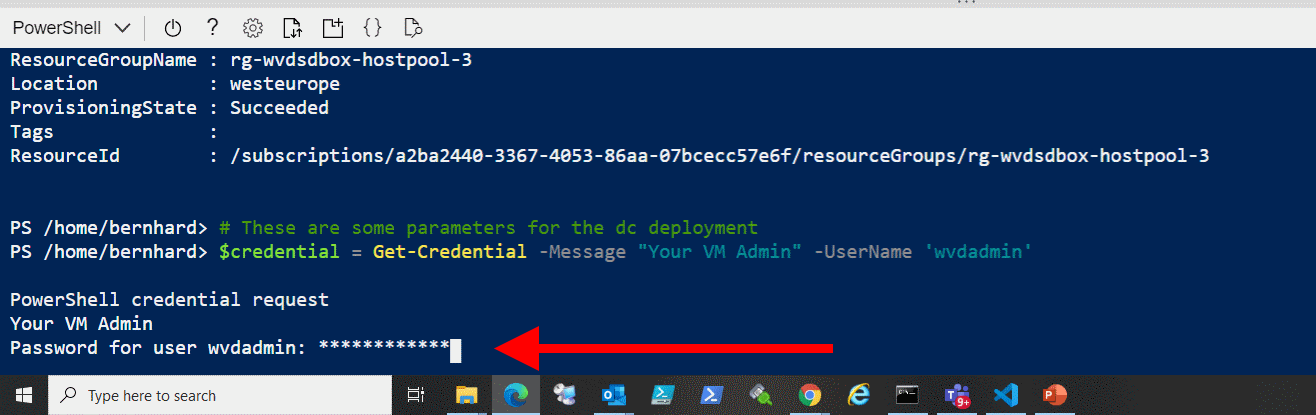 PowerShell
ResourceGroupName : rg-wvdsdbox-hostpool-3
Location          : westeurope
ProvisioningState : Succeeded
Tags              :
ResourceId        : /subscriptions/a2ba2440-3367-4053-86aa-07bcecc57e6f/resourceGroups/rg-wvdsdbox-hostpool-3
PS /home/bernhard> # These are some parameters for the dc deployment
PS /home/bernhard> $credential = Get-Credential -Message "Your VM Admin" -UserName 'wvdadmin'
PowerShell credential request
Your VM Admin
Password for user wvdadmin: ************
Type here to search
9+